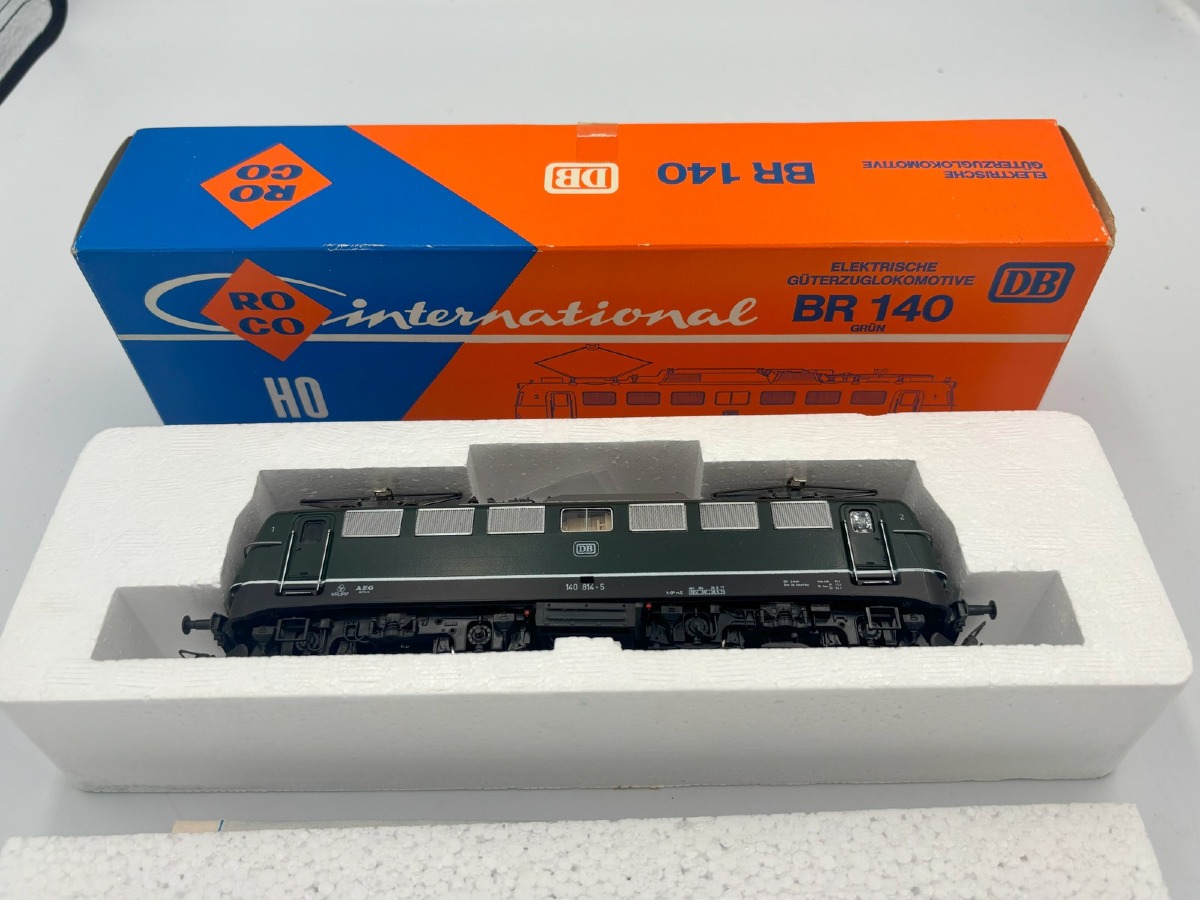 RO
CO
DB
BR 140
ELEKTRISCHE
GÜTERZUGLOKOMOTIVE
RO
CO
international
ELEKTRISCHE
GÜTERZUGLOKOMOTIVE
BR 140
GRÜN
DB
HO
1
2
DB
KRUPP
AEG
140 814-5